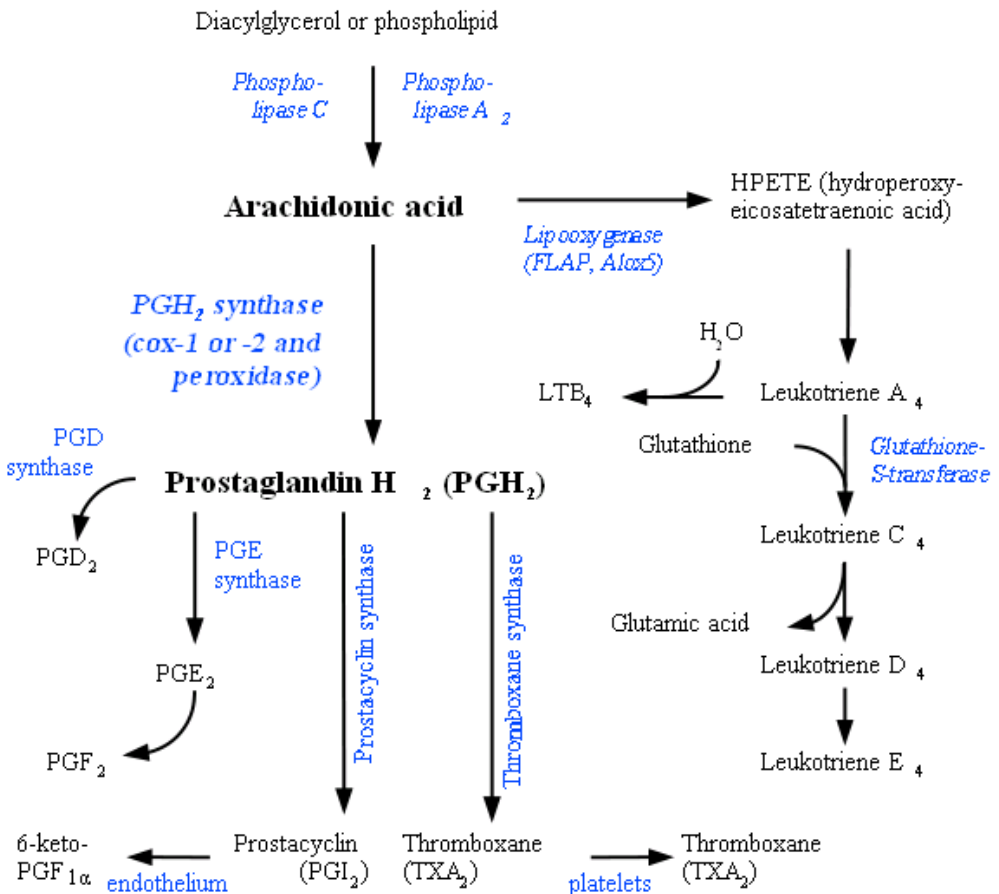 Diacylglycerol or phospholipid
Phospho-
lipase C
Phospho-
lipase A 2
Arachidonic acid
HPETE (hydroperoxy-
eicosatetraenoic acid)
Lipooxygenase
(FLAP, Alox5)
PGH2 synthase
(cox-1 or -2 and
peroxidase)
H2O
LTB4
Leukotriene A 4
Glutathione
Glutathione-
S-transferase
PGD
synthase
Prostaglandin H 2 (PGH2)
PGD2
PGE
synthase
Prostacyclin synthase
Thromboxane synthase
Leukotriene C 4
Glutamic acid
PGE2
Leukotriene D 4
PGF2
Leukotriene E 4
6-keto-
PGF 1α
endothelium
Prostacyclin
(PGI2)
Thromboxane
(TXA2)
platelets
Thromboxane
(TXA2)